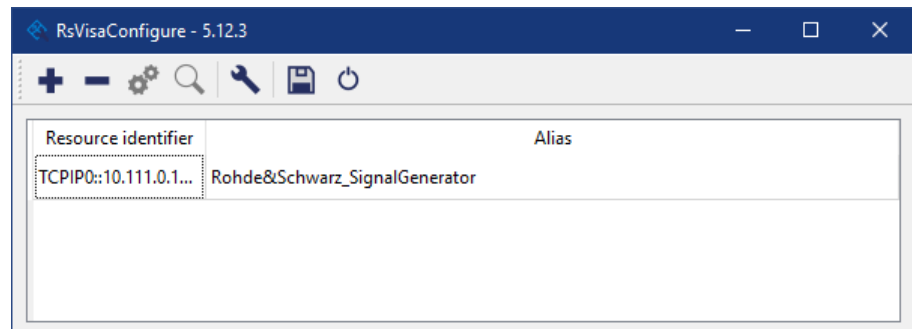 RsVisaConfigure - 5.12.3
Resource identifier Alias
TCPIP0::10.111.0.1... Rohde&Schwarz_SignalGenerator